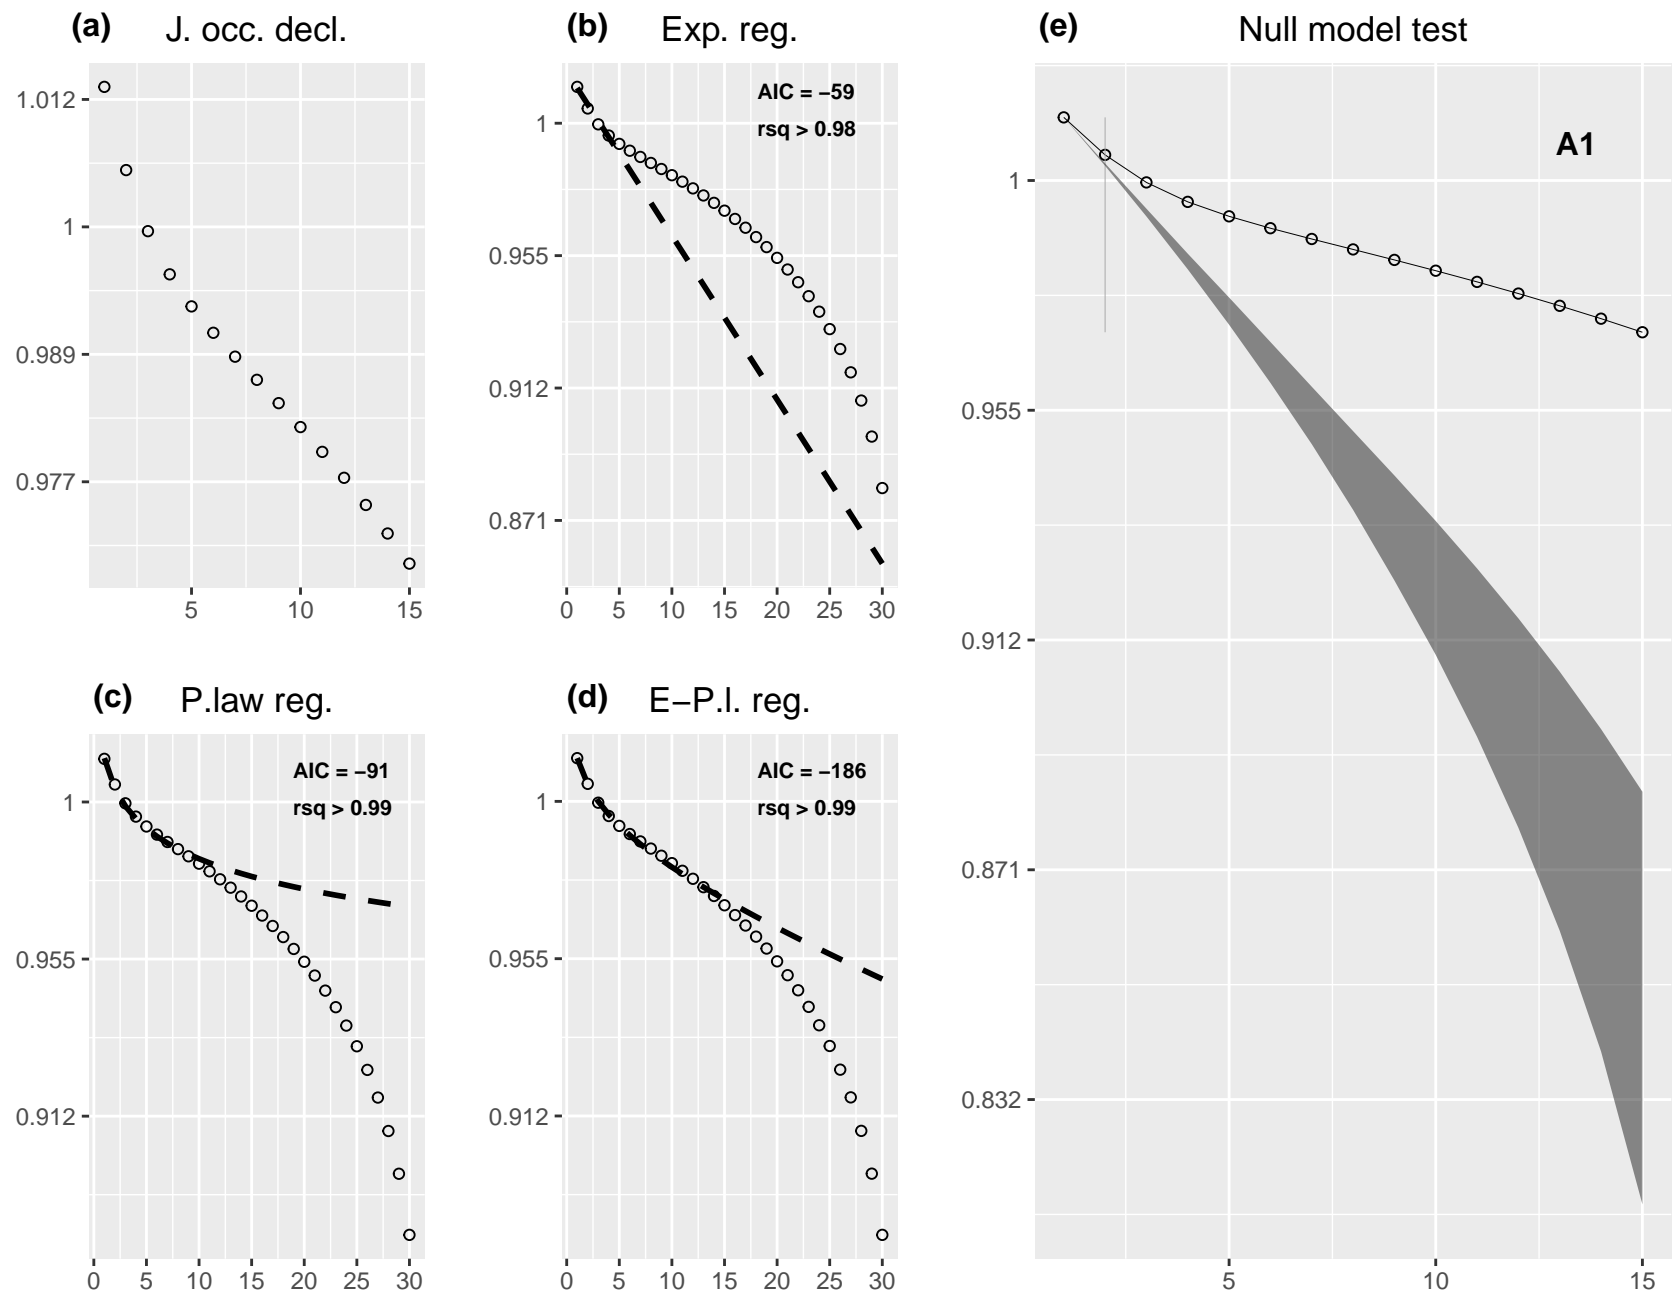 (a) J. occ. decl.
1.012
1
0.989
0.977
5 10 15
(b) Exp. reg.
AIC = −59
rsq > 0.98
1
0.955
0.912
0.871
0 5 10 15 20 25 30
(c) P.law reg.
AIC = −91
rsq > 0.99
1
0.955
0.912
0 5 10 15 20 25 30
(d) E−P.l. reg.
AIC = −186
rsq > 0.99
1
0.955
0.912
0 5 10 15 20 25 30
(e) Null model test
A1
1
0.955
0.912
0.871
0.832
5 10 15